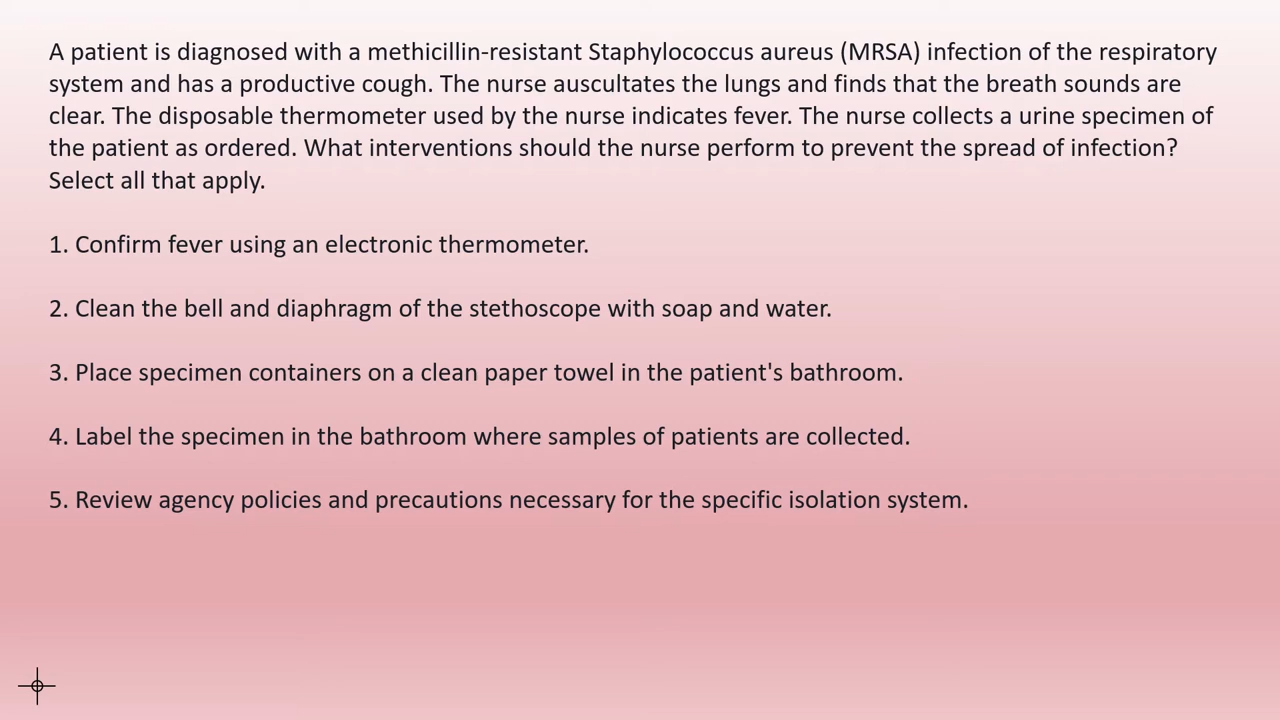 A patient is diagnosed with a methicillin-resistant Staphylococcus aureus (MRSA) infection of the respiratory
system and has a productive cough. The nurse auscultates the lungs and finds that the breath sounds are
clear. The disposable thermometer used by the nurse indicates fever. The nurse collects a urine specimen of
the patient as ordered. What interventions should the nurse perform to prevent the spread of infection?
Select all that apply.
1. Confirm fever using an electronic thermometer.
2. Clean the bell and diaphragm of the stethoscope with soap and water.
3. Place specimen containers on a clean paper towel in the patient's bathroom.
4. Label the specimen in the bathroom where samples of patients are collected.
5. Review agency policies and precautions necessary for the specific isolation system.